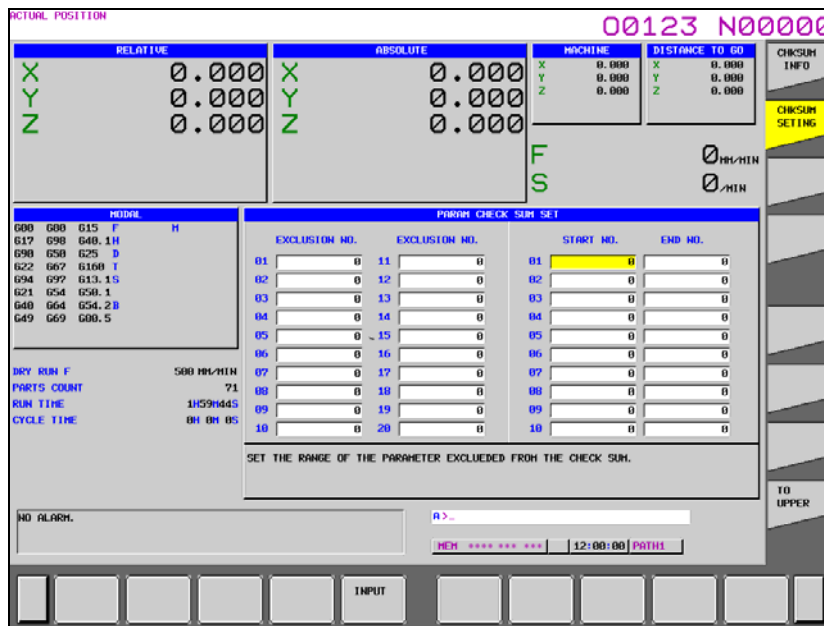 ACTUAL POSITION
O0123 N00000
RELATIVE
X 0.000
Y 0.000
Z 0.000
ABSOLUTE
X 0.000
Y 0.000
Z 0.000
MACHINE
X 0.000
Y 0.000
Z 0.000
DISTANCE TO GO
X 0.000
Y 0.000
Z 0.000
F 0MM/MIN
S 0/MIN
CHKSUM
INFO
CHKSUM
SETING
MODAL
G00 G80 G15 F M
G17 G98 G40.1H
G90 G50 G25 D
G22 G67 G160 T
G94 G97 G13.1S
G21 G54 G50.1
G40 G64 G54.2B
G49 G69 G80.5
DRY RUN F 500 MM/MIN
PARTS COUNT 71
RUN TIME 1H59M44S
CYCLE TIME 0H 0M 0S
PARAM CHECK SUM SET
EXCLUSION NO. EXCLUSION NO. START NO. END NO.
01 0 11 0 01 0 0
02 0 12 0 02 0 0
03 0 13 0 03 0 0
04 0 14 0 04 0 0
05 0 15 0 05 0 0
06 0 16 0 06 0 0
07 0 17 0 07 0 0
08 0 18 0 08 0 0
09 0 19 0 09 0 0
10 0 20 0 10 0 0
SET THE RANGE OF THE PARAMETER EXCLUEDED FROM THE CHECK SUM.
TO
UPPER
NO ALARM.
A>_
MEM **** *** *** 12:00:00 PATH1
INPUT